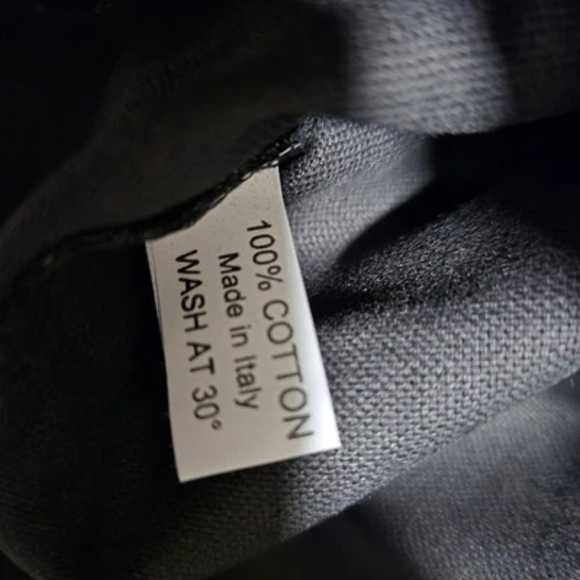 100% COTTON
Made in Italy
WASH AT 30°